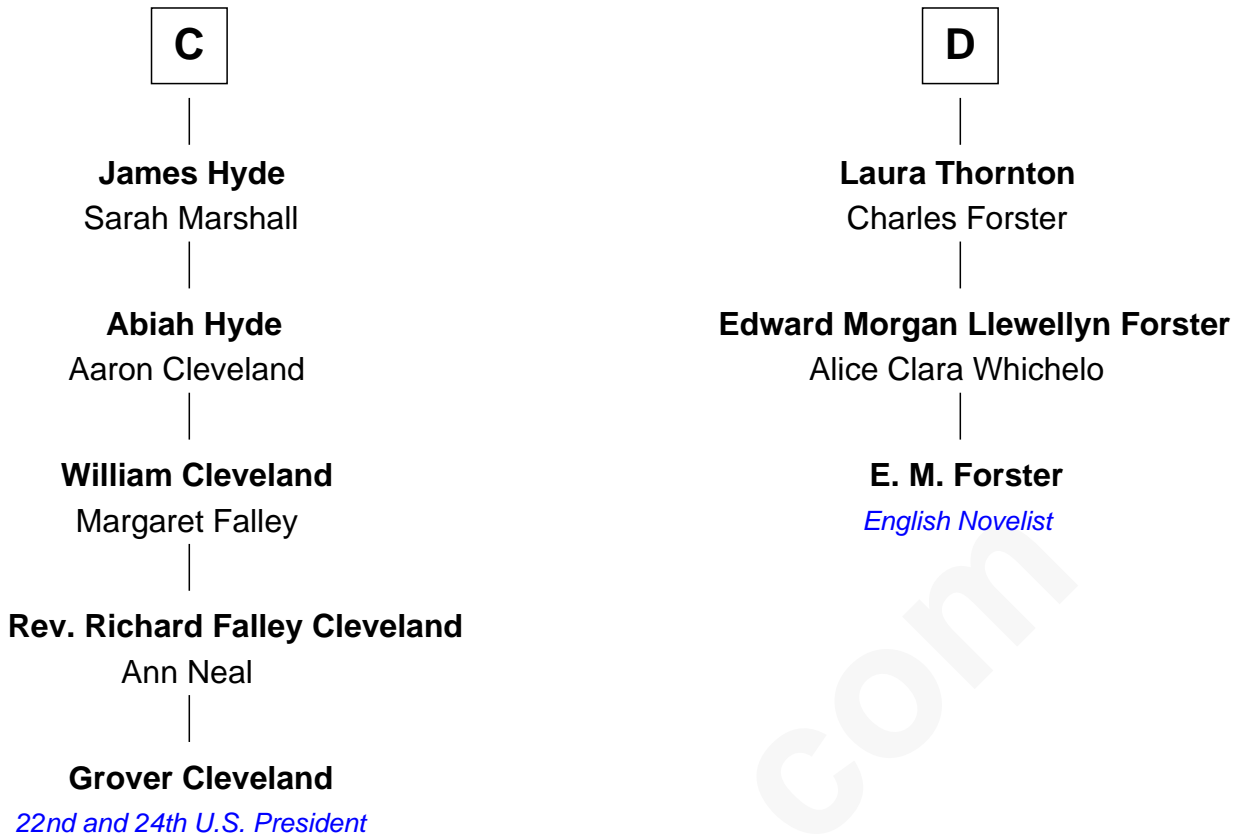 C
James Hyde
Sarah Marshall
Abiah Hyde
Aaron Cleveland
William Cleveland
Margaret Falley
Rev. Richard Falley Cleveland
Ann Neal
Grover Cleveland
22nd and 24th U.S. President
D
Laura Thornton
Charles Forster
Edward Morgan Llewellyn Forster
Alice Clara Whichelo
E. M. Forster
English Novelist
com